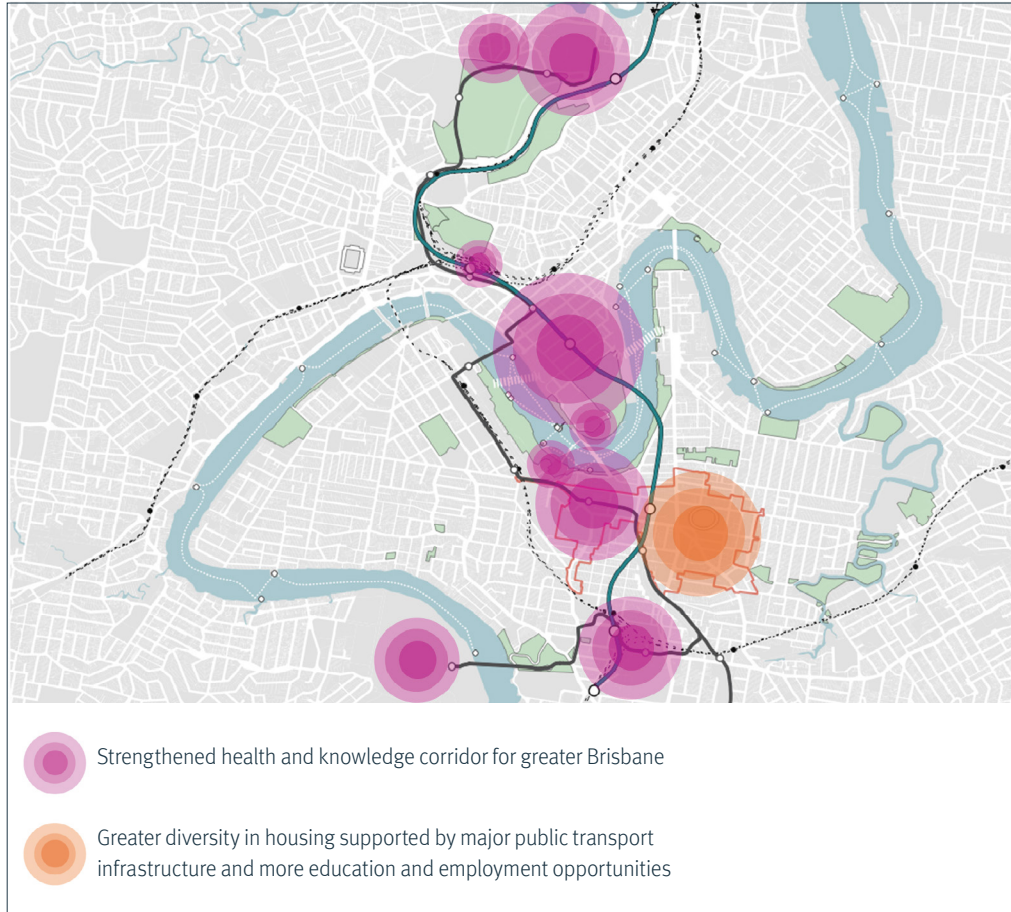 Strengthened health and knowledge corridor for greater Brisbane
Greater diversity in housing supported by major public transport
infrastructure and more education and employment opportunities